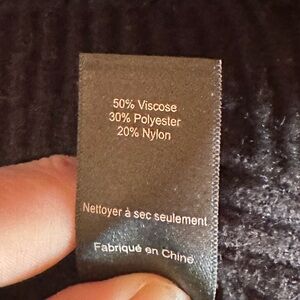 50% Viscose
30% Polyester
20% Nylon
Nettoyer à sec seulement
Fabriqué en Chine